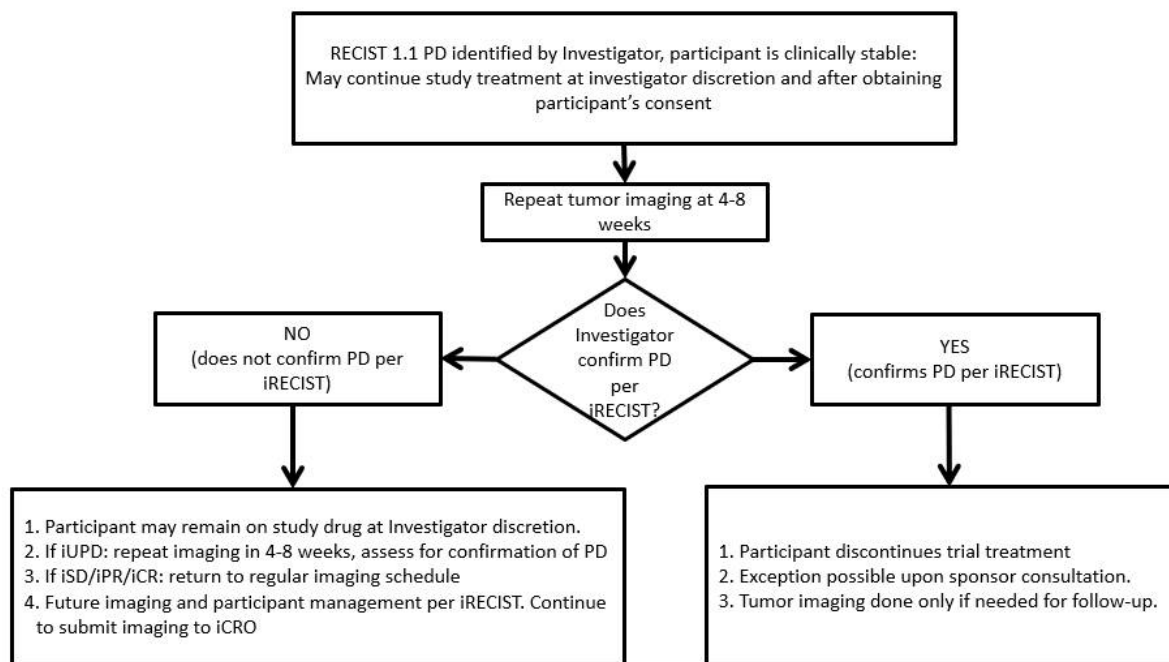 RECIST 1.1 PD identified by Investigator, participant is clinically stable:
May continue study treatment at investigator discretion and after obtaining
participant's consent
Repeat tumor imaging at 4-8
weeks
Does
Investigator
confirm PD
per
iRECIST?
NO
(does not confirm PD per
iRECIST)
YES
(confirms PD per iRECIST)
1. Participant may remain on study drug at Investigator discretion.
2. If iUPD: repeat imaging in 4-8 weeks, assess for confirmation of PD
3. If iSD/iPR/iCR: return to regular imaging schedule
4. Future imaging and participant management per iRECIST. Continue
to submit imaging to iCRO
1. Participant discontinues trial treatment
2. Exception possible upon sponsor consultation.
3. Tumor imaging done only if needed for follow-up.